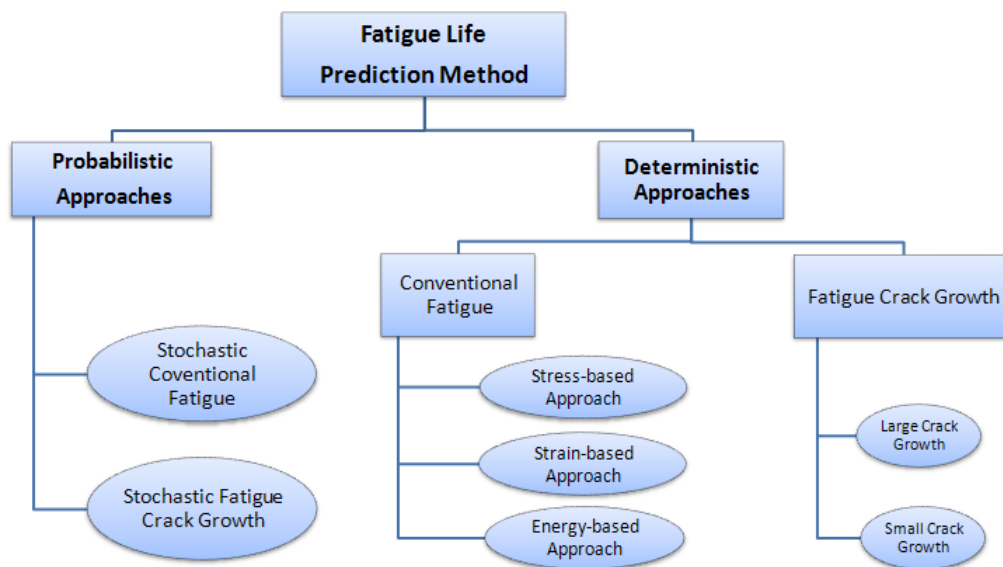 Fatigue Life
Prediction Method
Probabilistic
Approaches
Deterministic
Approaches
Conventional
Fatigue
Fatigue Crack Growth
Stochastic
Coventional
Fatigue
Stochastic Fatigue
Crack Growth
Stress-based
Approach
Strain-based
Approach
Energy-based
Approach
Large Crack
Growth
Small Crack
Growth